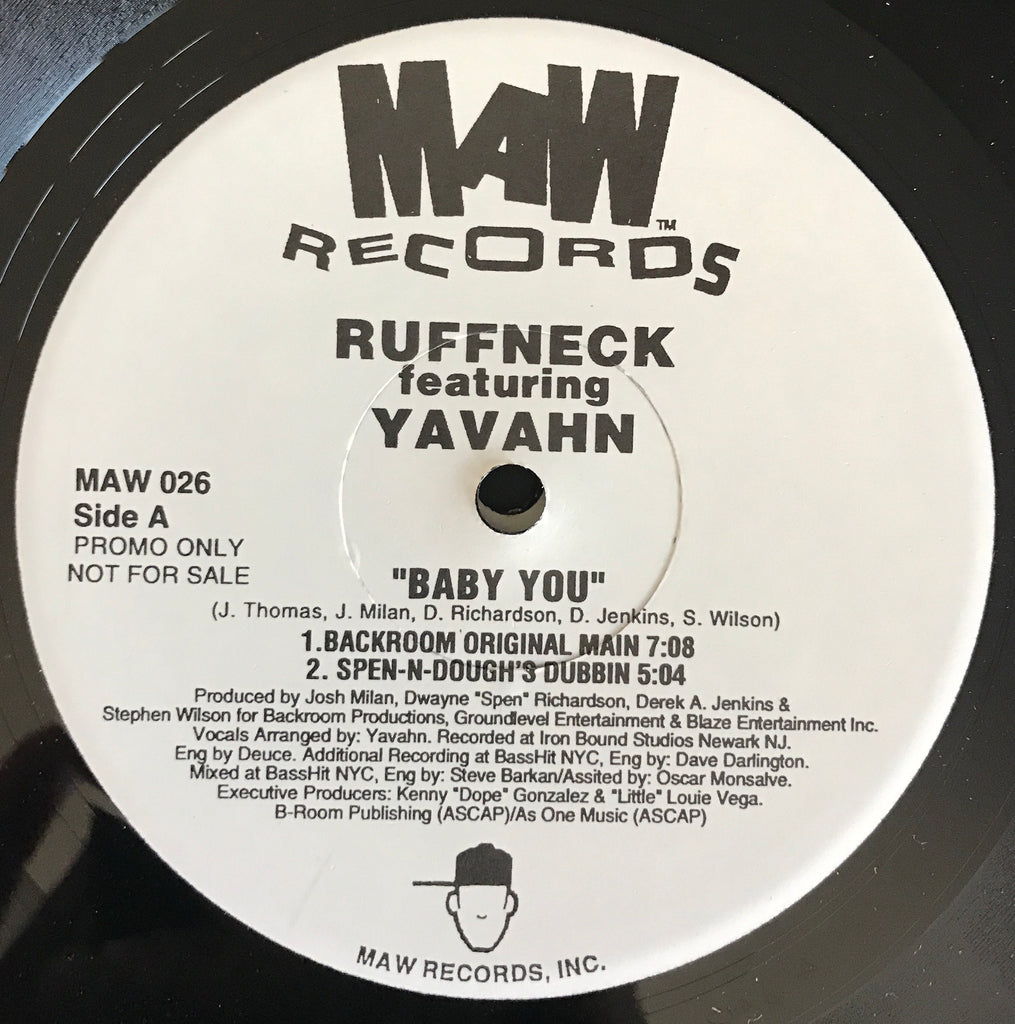 MAW
TM
RECORDS
RUFFNECK
featuring
YAVAHN
MAW 026
Side A
PROMO ONLY
NOT FOR SALE
"BABY YOU"
(J. Thomas, J. Milan, D. Richardson, D. Jenkins, S. Wilson)
1.BACKROOM ORIGINAL MAIN 7:08
2. SPEN-N-DOUGH'S DUBBIN 5:04
Produced by Josh Milan, Dwayne "Spen" Richardson, Derek A. Jenkins &
Stephen Wilson for Backroom Productions, Groundlevel Entertainment & Blaze Entertainment Inc.
Vocals Arranged by: Yavahn. Recorded at Iron Bound Studios Newark NJ.
Eng by Deuce. Additional Recording at BassHit NYC, Eng by: Dave Darlington.
Mixed at BassHit NYC, Eng by: Steve Barkan/Assited by: Oscar Monsalve.
Executive Producers: Kenny "Dope" Gonzalez & "Little" Louie Vega.
B-Room Publishing (ASCAP)/As One Music (ASCAP)
MAW RECORDS, INC.